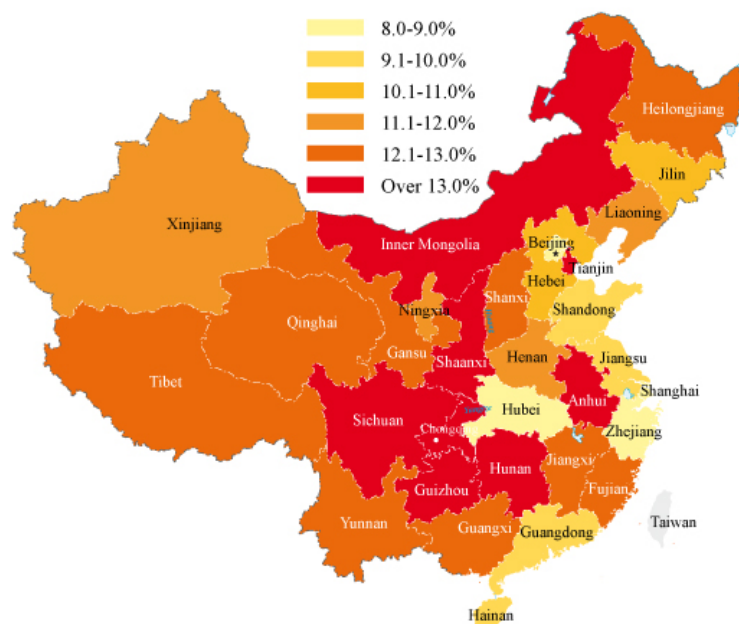 8.0-9.0%
9.1-10.0%
10.1-11.0%
11.1-12.0%
12.1-13.0%
Over 13.0%
Heilongjiang
Jilin
Liaoning
Xinjiang
Inner Mongolia
Beijing
Tianjin
Hebei
Shanxi
Ningxia
Shandong
Qinghai
Gansu
Shaanxi
Henan
Jiangsu
Tibet
Shanghai
Sichuan
Hubei
Anhui
Chongq
Zhejiang
Hunan
Jiangxi
Guizhou
Fujian
Yunnan
Guangxi
Guangdong
Taiwan
Hainan